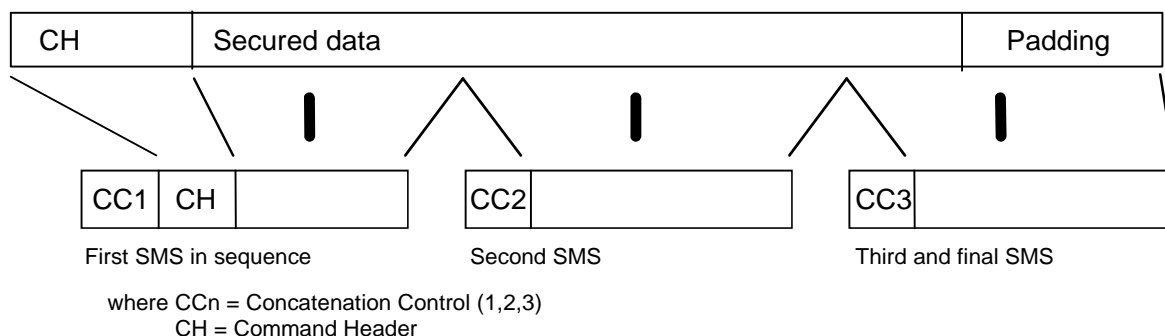 CH Secured data Padding
CC1 CH CC2 CC3
First SMS in sequence Second SMS Third and final SMS
where CCn = Concatenation Control (1,2,3)
CH = Command Header